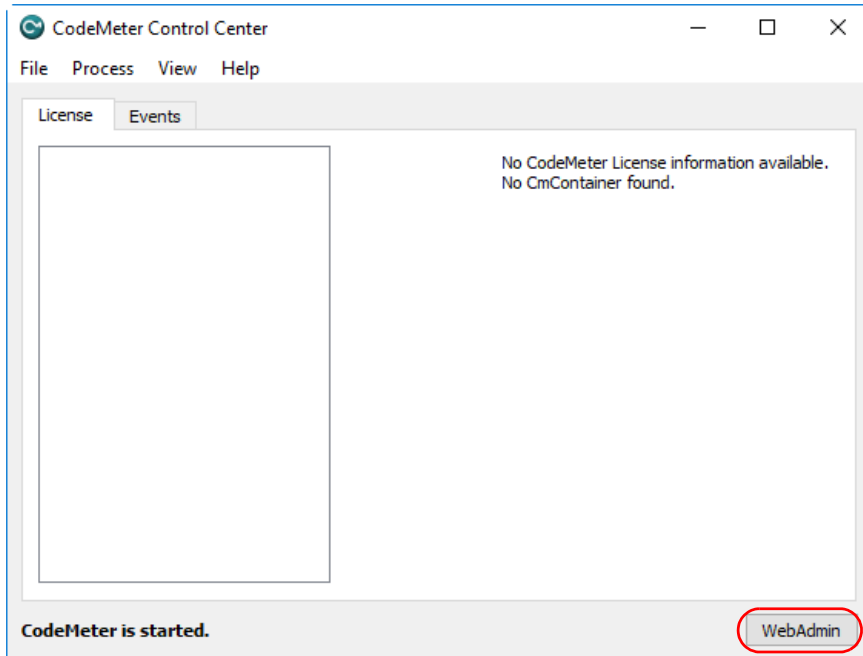 CodeMeter Control Center
File Process View Help
License Events
No CodeMeter License information available.
No CmContainer found.
CodeMeter is started.
WebAdmin